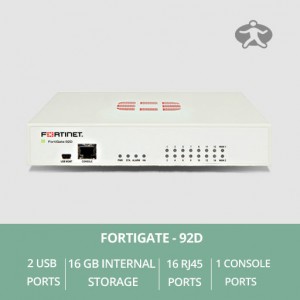 FORTINET
FortiGate 92D
CONSOLE
FORTIGATE - 92D
2 USB PORTS
16 GB INTERNAL STORAGE
16 RJ45 PORTS
1 CONSOLE PORTS